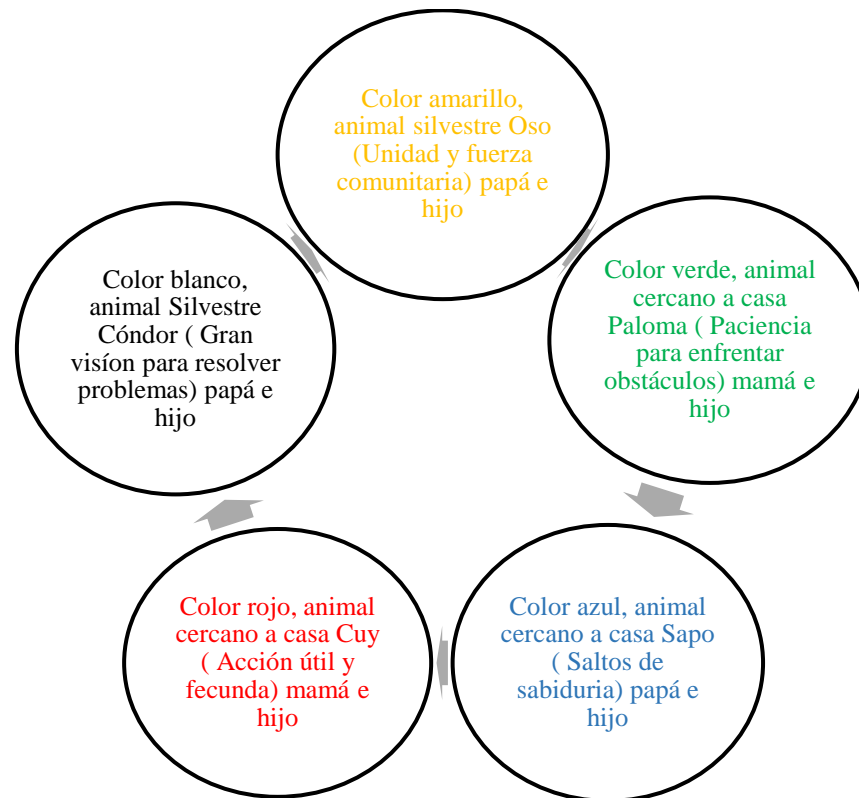 Color amarillo,
animal silvestre Oso
(Unidad y fuerza
comunitaria) papá e
hijo
Color verde, animal
cercano a casa
Paloma ( Paciencia
para enfrentar
obstáculos) mamá e
hijo
Color azul, animal
cercano a casa Sapo
( Saltos de
sabiduria) papá e
hijo
Color rojo, animal
cercano a casa Cuy
( Acción útil y
fecunda) mamá e
hijo
Color blanco,
animal Silvestre
Cóndor ( Gran
visíon para resolver
problemas) papá e
hijo